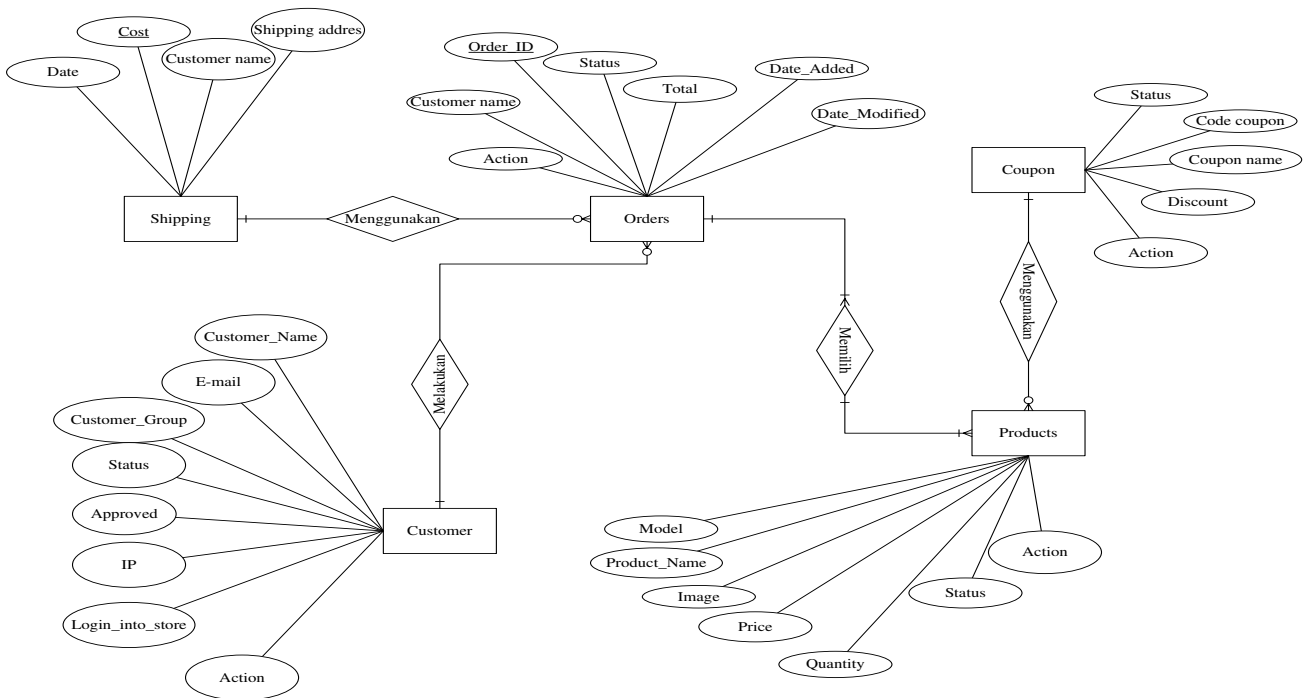 Cost
Shipping addres
Customer name
Date
Shipping
Menggunakan
Order_ID
Status
Total
Date_Added
Date_Modified
Customer name
Action
Orders
Status
Code coupon
Coupon name
Discount
Action
Coupon
Menggunakan
Memilih
Melakukan
Customer_Name
E-mail
Customer_Group
Status
Approved
IP
Login_into_store
Action
Customer
Products
Model
Product_Name
Image
Price
Quantity
Status
Action